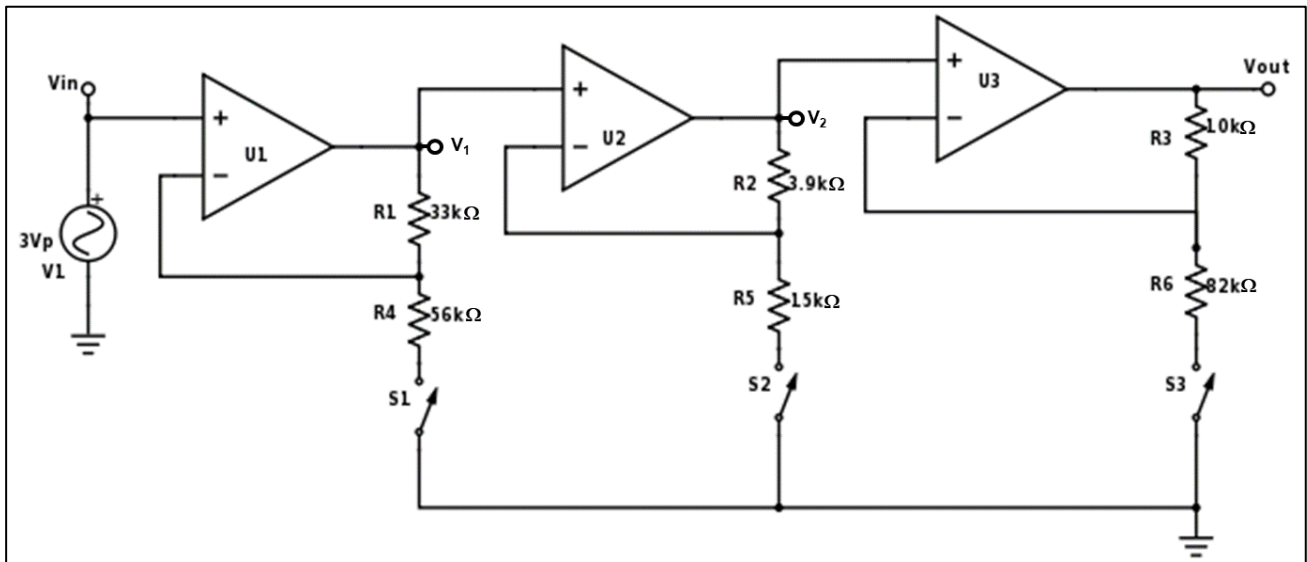 Vin
3Vp
V1
+
+
−
U1
V₁
R1 33kΩ
R4 56kΩ
S1
+
−
U2
V₂
R2 3.9kΩ
R5 15kΩ
S2
+
−
U3
Vout
R3 10kΩ
R6 82kΩ
S3